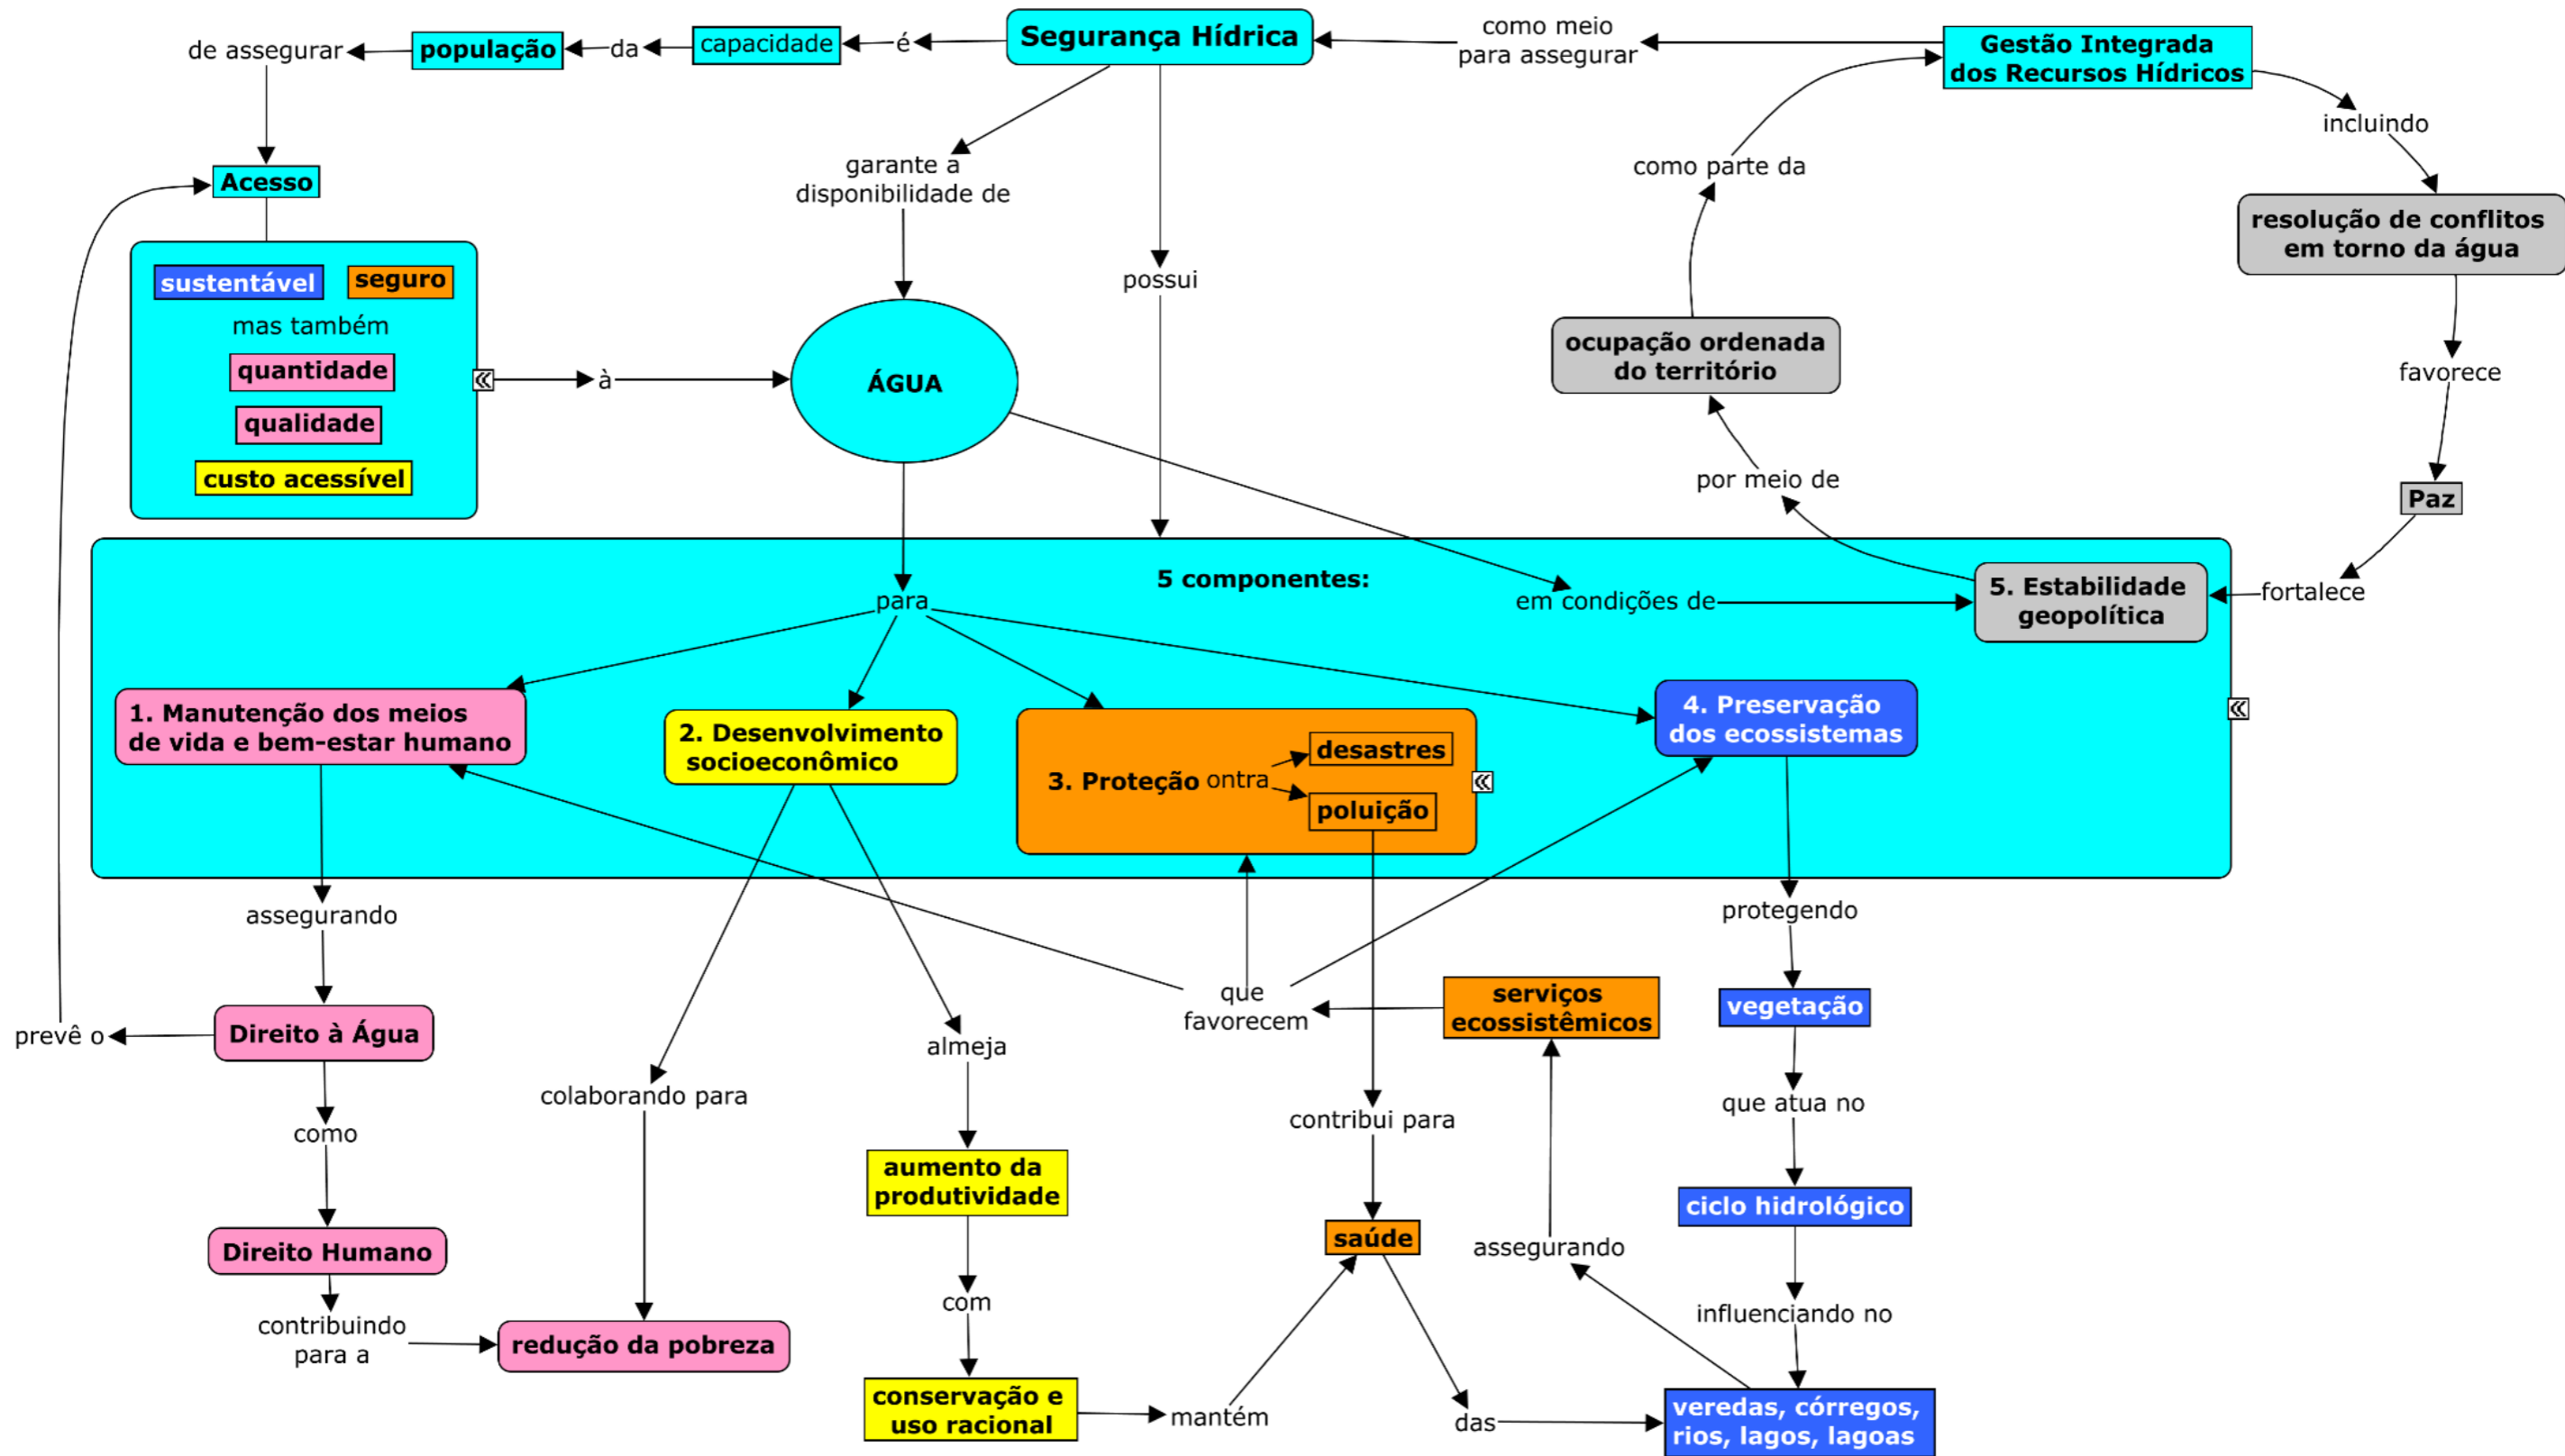 Segurança Hídrica
é
capacidade
da
população
de assegurar
Acesso
sustentável
seguro
mas também
quantidade
qualidade
custo acessível
à
garante a
disponibilidade de
ÁGUA
possui
como meio
para assegurar
Gestão Integrada
dos Recursos Hídricos
incluindo
resolução de conflitos
em torno da água
favorece
Paz
fortalece
como parte da
ocupação ordenada
do território
por meio de
5 componentes:
para
em condições de
5. Estabilidade
geopolítica
1. Manutenção dos meios
de vida e bem-estar humano
2. Desenvolvimento
socioeconômico
3. Proteção
ontra
desastres
poluição
4. Preservação
dos ecossistemas
assegurando
Direito à Água
prevê o
como
Direito Humano
contribuindo
para a
redução da pobreza
colaborando para
almeja
aumento da
produtividade
com
conservação e
uso racional
mantém
que
favorecem
serviços
ecossistêmicos
contribui para
saúde
das
assegurando
protegendo
vegetação
que atua no
ciclo hidrológico
influenciando no
veredas, córregos,
rios, lagos, lagoas